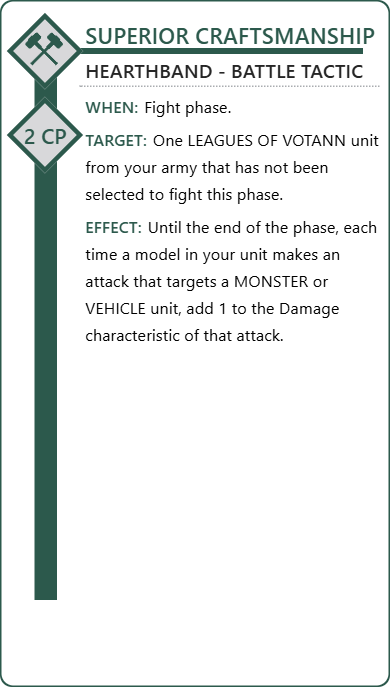 SUPERIOR CRAFTSMANSHIP
HEARTHBAND - BATTLE TACTIC
WHEN: Fight phase.
2 CP
TARGET: One LEAGUES OF VOTANN unit
from your army that has not been
selected to fight this phase.
EFFECT: Until the end of the phase, each
time a model in your unit makes an
attack that targets a MONSTER or
VEHICLE unit, add 1 to the Damage
characteristic of that attack.